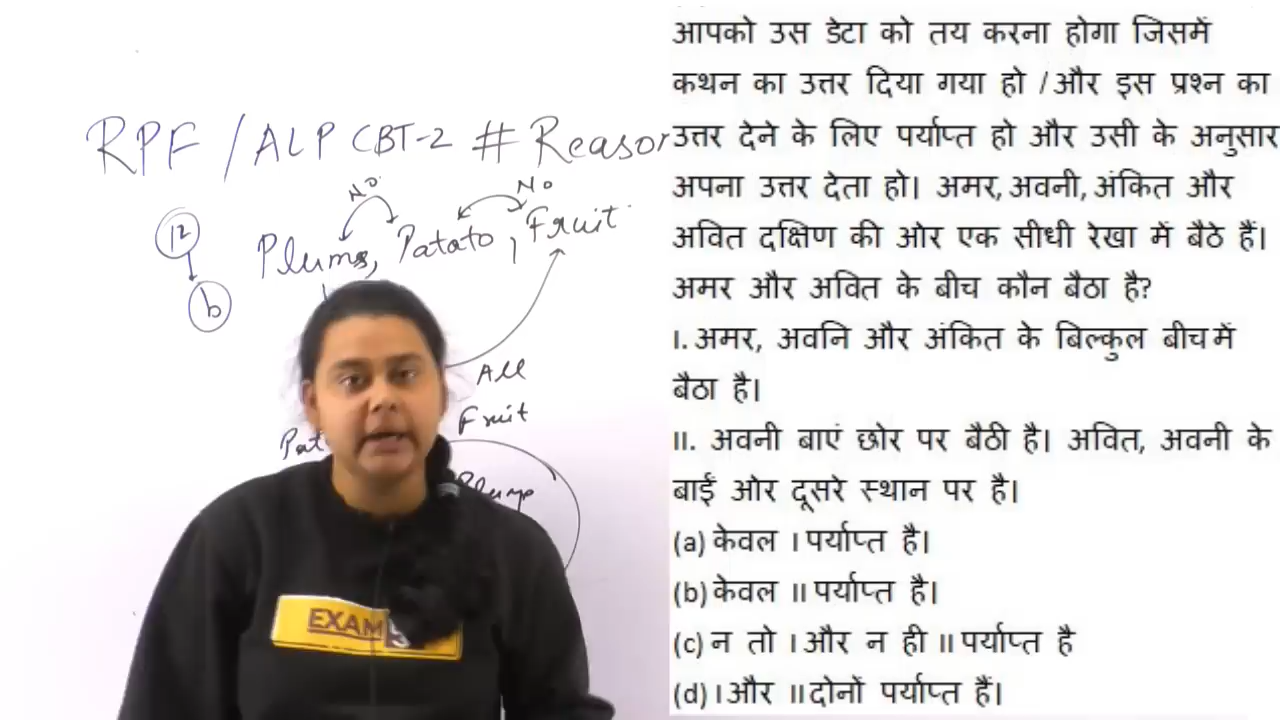 RPF / ALP CBT-2 # Reason
12
b
No
No
Plums, Patato, Fruit
All
Fruit
Pat
Plump
EXAM
आपको उस डेटा को तय करना होगा जिसमें
कथन का उत्तर दिया गया हो /और इस प्रश्न का
उत्तर देने के लिए पर्याप्त हो और उसी के अनुसार
अपना उत्तर देता हो। अमर, अवनी, अंकित और
अवित दक्षिण की ओर एक सीधी रेखा में बैठे हैं।
अमर और अवित के बीच कौन बैठा है?
I. अमर, अवनि और अंकित के बिल्कुल बीच में
बैठा है।
II. अवनी बाएं छोर पर बैठी है। अवित, अवनी के
बाईं ओर दूसरे स्थान पर है।
(a) केवल I पर्याप्त है।
(b) केवल II पर्याप्त है।
(c) न तो I और न ही II पर्याप्त है
(d) I और II दोनों पर्याप्त हैं।